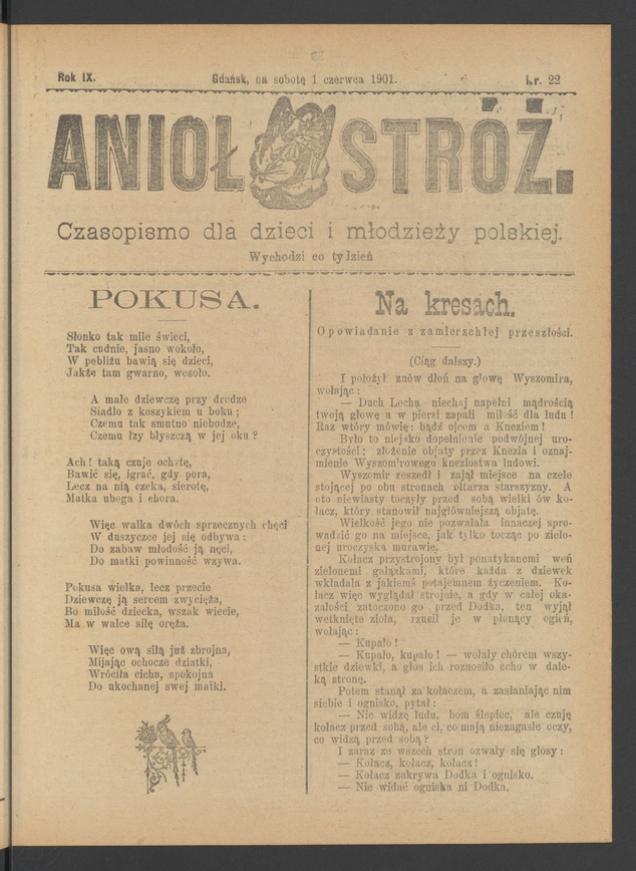 Rok IX.
Gdańsk, na sobotę 1 czerwca 1901.
Nr. 22
ANIOŁ STRÓŻ.
Czasopismo dla dzieci i młodzieży polskiej.
Wychodzi co tydzień
POKUSA.
Słonko tak mile świeci,
Tak cudnie, jasno wokoło,
W pobliżu bawią się dzieci,
Jakże tam gwarno, wesoło.
A małe dziewczę przy drodze
Siadło z koszykiem u boku;
Czemu tak smutno niebodze,
Czemu łzy błyszczą w jej oku?
Ach! taką czuje ochotę,
Bawić się, igrać, gdy pora,
Lecz na nią czeka, sierotę,
Matka uboga i chora.
Więc walka dwóch sprzecznych chęci
W duszyczce jej się odbywa:
Do zabaw młodość ją nęci,
Do matki powinność wzywa.
Pokusa wielka, lecz przecie
Dziewczę ją sercem zwycięża,
Bo miłość dziecka, wszak wiecie,
Ma w walce siłę oręża.
Więc ową siłą już zbrojna,
Mijając ochocze dziatki,
Wróciła cicha, spokojna
Do ukochanej swej matki.
Na kresach.
Opowiadanie z zamierzchłej przeszłości.
(Ciąg dalszy.)
I położył znów dłoń na głowę Wyszomira,
wołając:
— Duch Lecha niechaj napełni mądrością
twoją głowę a w piersi zapali miłość dla ludu!
Raz wtóry mówię: bądź ojcem a Kneziem!
Było to niejsko dopełnienie podwójnej uro-
czystości: złożenie objaty przez Knezia i oznaj-
mienie Wyszomirowego kneziostwa ludowi.
Wyszomir zeszedł i zajął miejsce na czele
stojącej po obu stronach ołtarza starszyzny. A
oto niewiasty toczyły przed sobą wielki ów ko-
łacz, który stanowił najgłówniejszą objatę.
Wielkość jego nie pozwalała innaczej spro-
wadzić go na miejsce, jak tylko tocząc po zielo-
nej uroczyska murawie.
Kołacz przystrojony był ponatykanemi weń
zielonemi gałązkami, które każda z dziewek
wkładała z jakiemś potajemnem życzeniem. Ko-
łacz więc wyglądał strojnie, a gdy w całej oka-
załości zatoczono go przed Dodka, ten wyjął
wetknięte zioła, rzucił je w płonący ogień,
wołając:
— Kupało!
— Kupało, kupało! — wołały chórem wszy-
stkie dziewki, a głos ich roznosiło echo w dale-
ką stronę.
Potem stanął za kołaczem, a zasłaniając nim
siebie i ognisko, pytał:
— Nie widzę ludu, bom ślepiec, ale czuję
kołacz przed sobą, ale ci, co mają niezagasłe oczy,
co widzą przed sobą?
I zaraz ze wszech stron ozwały się głosy:
— Kołacz, kołacz, kołacz!
— Kołacz zakrywa Dodka i ognisko.
— Nie widać ogniska ni Dodka.